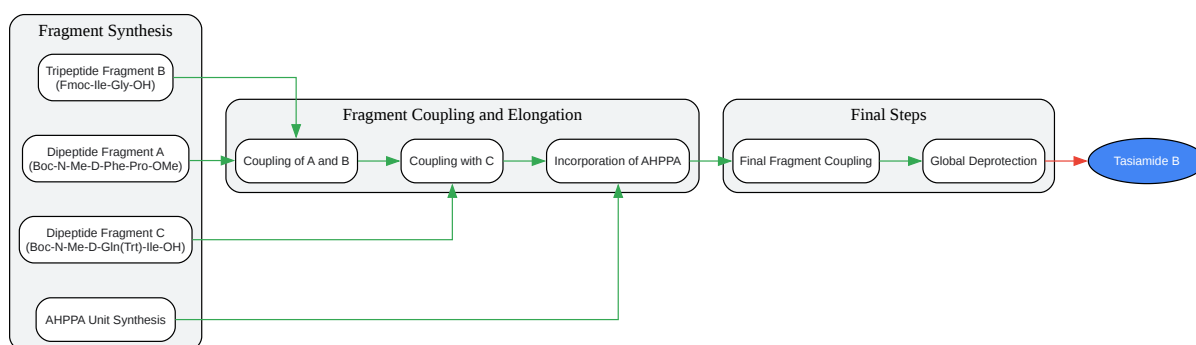 Fragment Synthesis
Tripeptide Fragment B
(Fmoc-Ile-Gly-OH)
Dipeptide Fragment A
(Boc-N-Me-D-Phe-Pro-OMe)
Dipeptide Fragment C
(Boc-N-Me-D-Gln(Trt)-Ile-OH)
AHPPA Unit Synthesis
Fragment Coupling and Elongation
Coupling of A and B
Coupling with C
Incorporation of AHPPA
Final Steps
Final Fragment Coupling
Global Deprotection
Tasiamide B